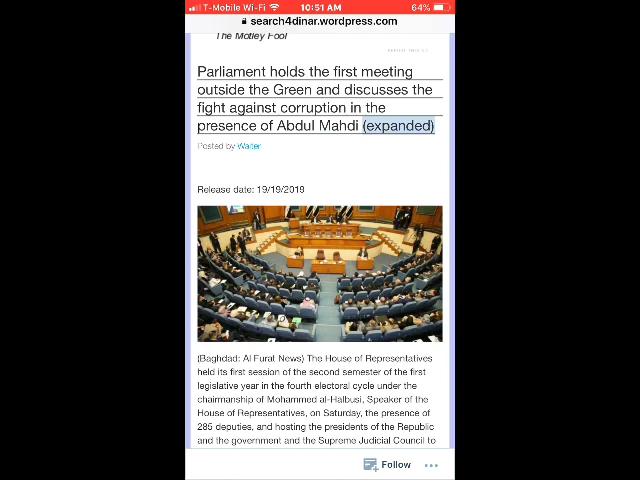 T-Mobile Wi-Fi 10:51 AM 64%
search4dinar.wordpress.com
The Motley Fool
Parliament holds the first meeting
outside the Green and discusses the
fight against corruption in the
presence of Abdul Mahdi (expanded)
Posted by Walter
Release date: 19/19/2019
(Baghdad: Al Furat News) The House of Representatives
held its first session of the second semester of the first
legislative year in the fourth electoral cycle under the
chairmanship of Mohammed al-Halbusi, Speaker of the
House of Representatives, on Saturday, the presence of
285 deputies, and hosting the presidents of the Republic
and the government and the Supreme Judicial Council to
Follow